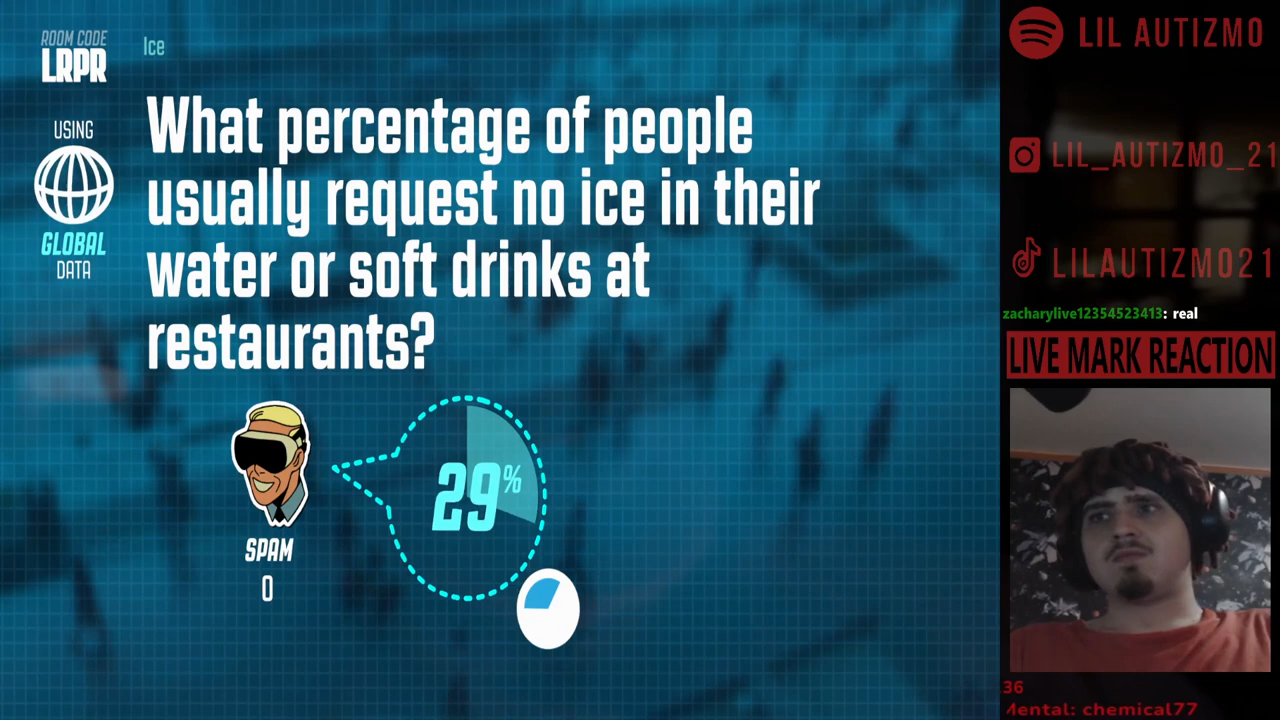 ROOM CODE
LRPR
Ice
What percentage of people
usually request no ice in their
water or soft drinks at
restaurants?
USING
GLOBAL
DATA
29%
SPAM
0
LIL AUTIZMO
LIL_AUTIZMO_21
LILAUTIZMO21
zacharylive12354523413: real
LIVE MARK REACTION
36
Mental: chemical77